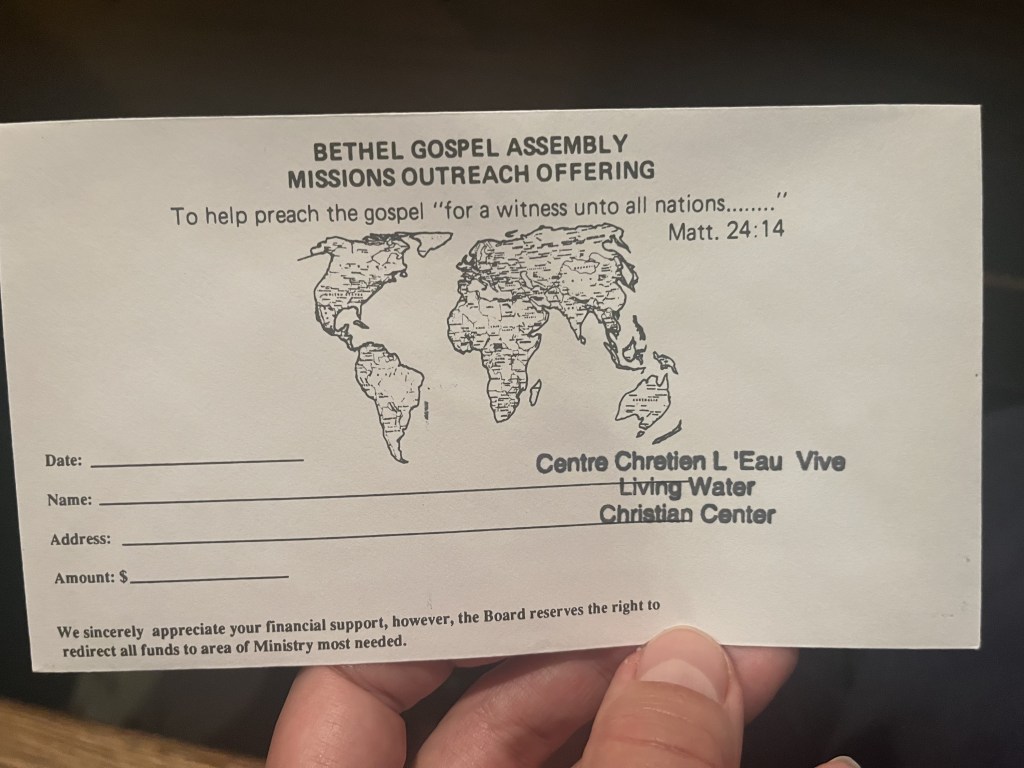 BETHEL GOSPEL ASSEMBLY
MISSIONS OUTREACH OFFERING
To help preach the gospel "for a witness unto all nations........"
Matt. 24:14
Date:
Centre Chretien L 'Eau Vive
Name:
Living Water
Christian Center
Address:
Amount: $
We sincerely appreciate your financial support, however, the Board reserves the right to
redirect all funds to area of Ministry most needed.